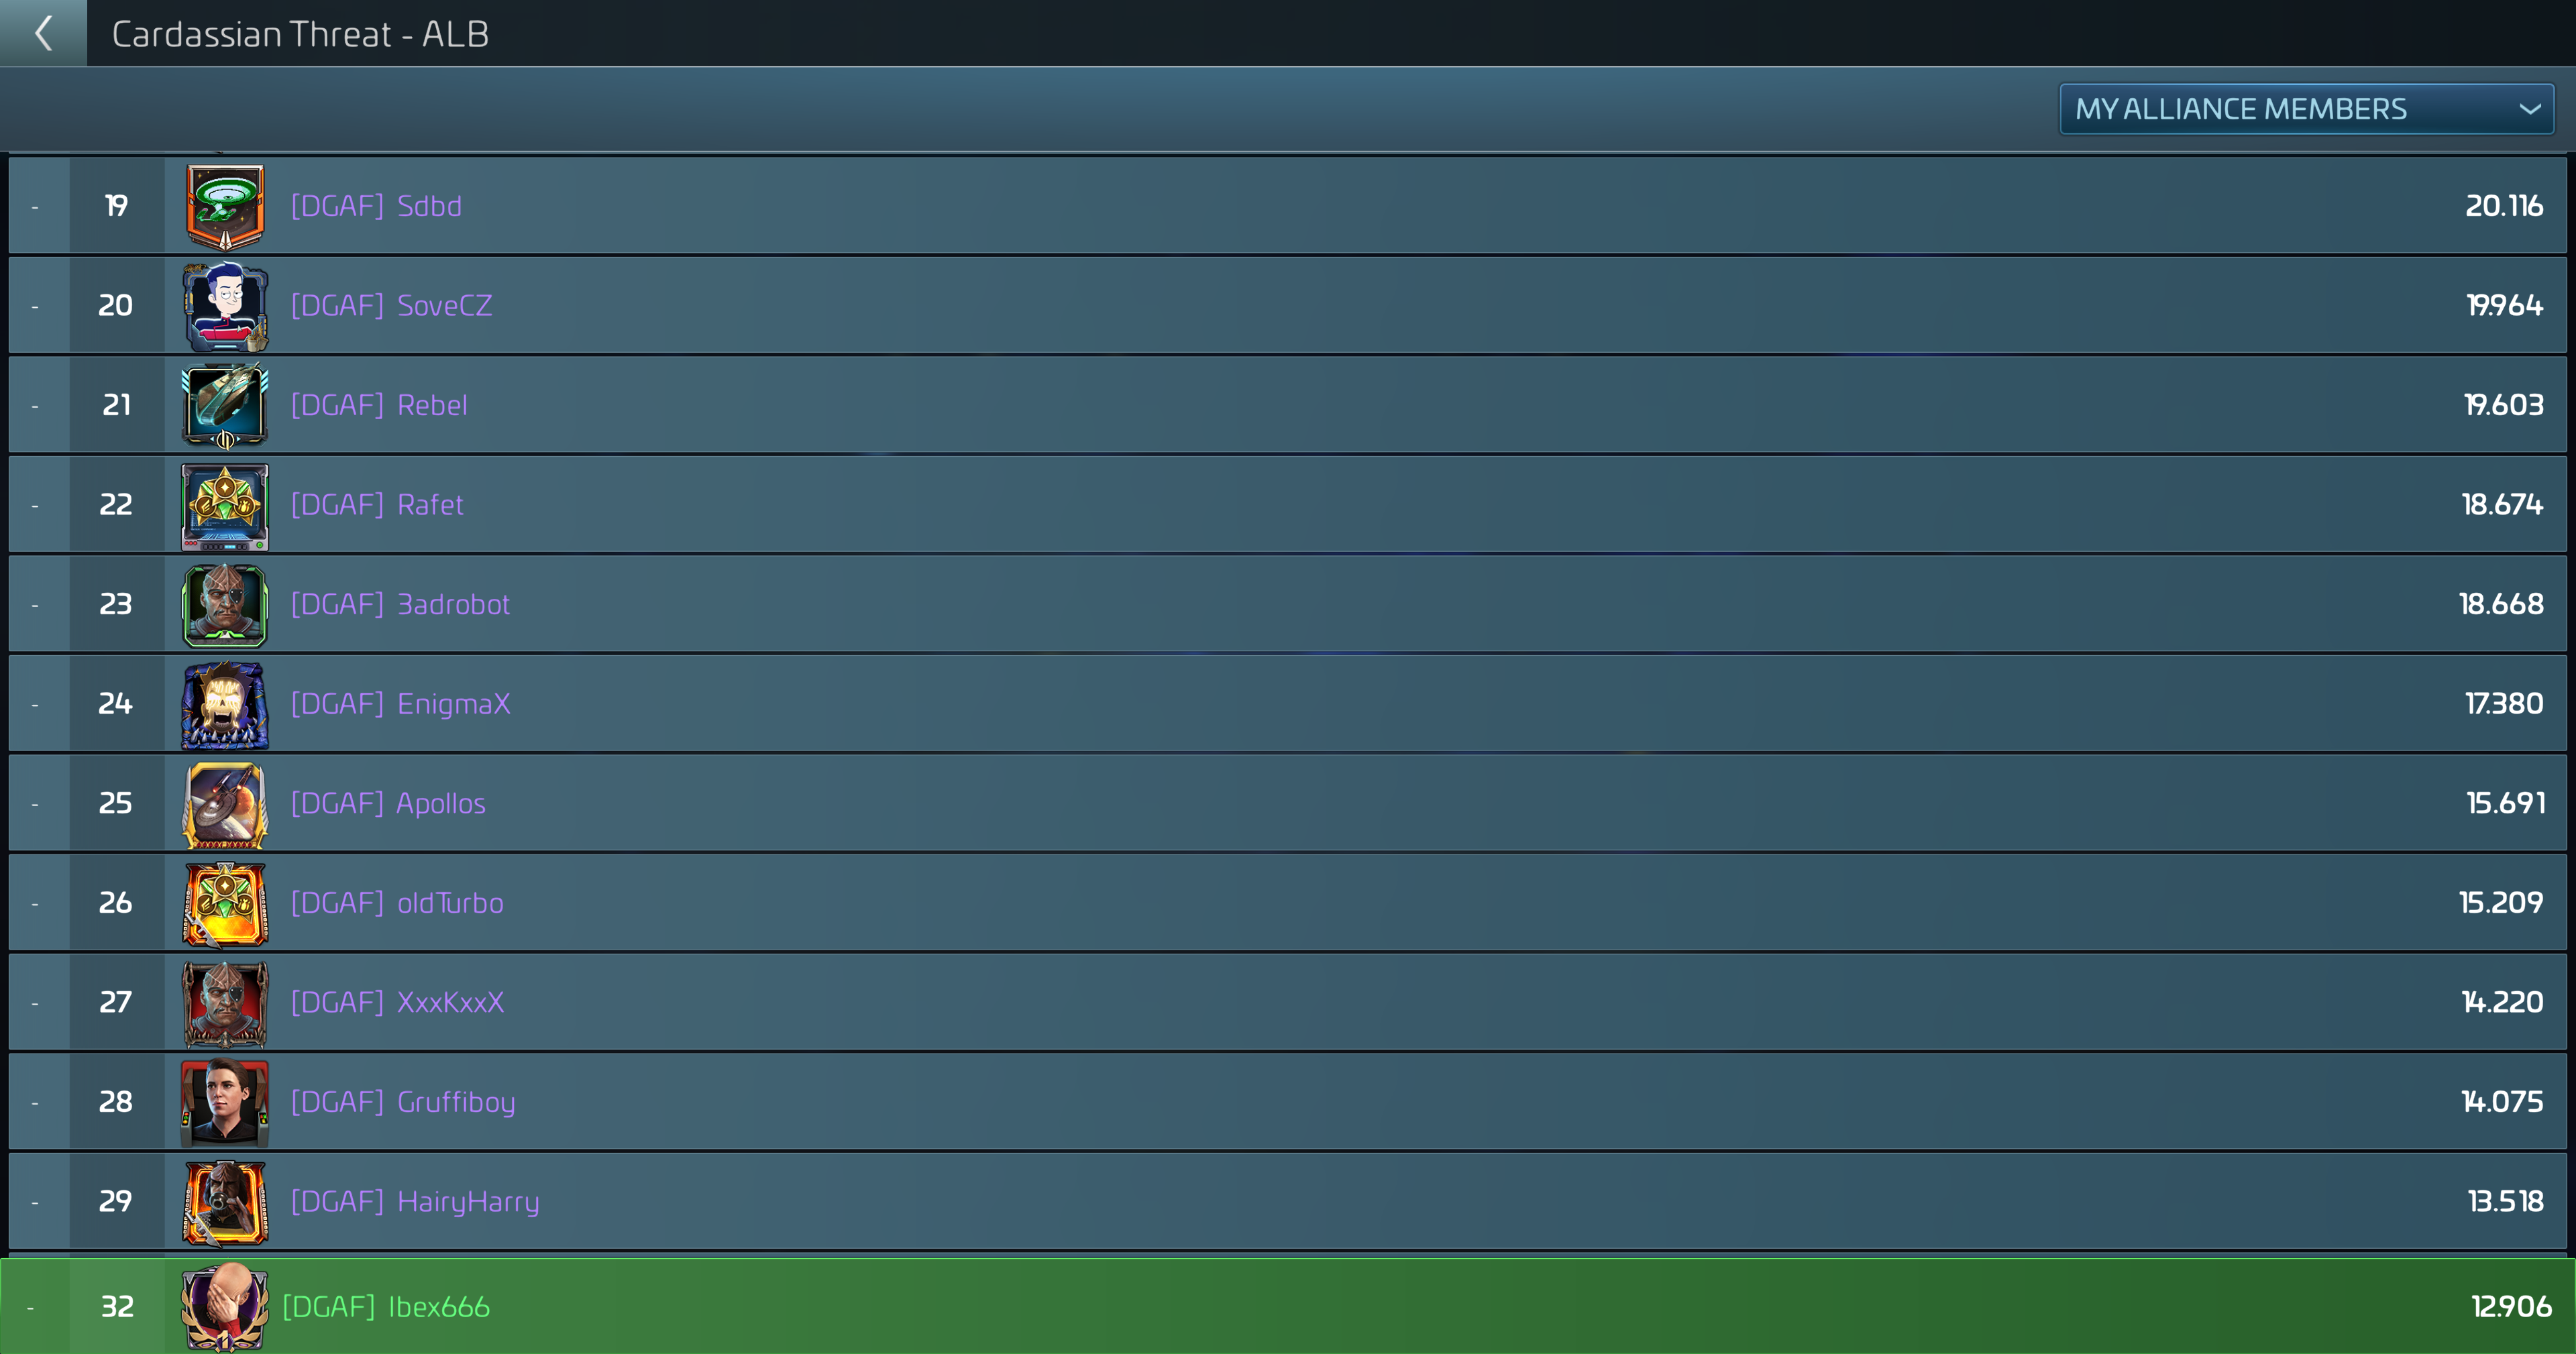 Cardassian Threat - ALB
MY ALLIANCE MEMBERS
- 19 [DGAF] Sdbd 20.116
- 20 [DGAF] SoveCZ 19.964
- 21 [DGAF] Rebel 19.603
- 22 [DGAF] Rafet 18.674
- 23 [DGAF] 3adrobot 18.668
- 24 [DGAF] EnigmaX 17.380
- 25 [DGAF] Apollos 15.691
- 26 [DGAF] oldTurbo 15.209
- 27 [DGAF] XxxKxxX 14.220
- 28 [DGAF] Gruffiboy 14.075
- 29 [DGAF] HairyHarry 13.518
- 32 [DGAF] Ibex666 12.906